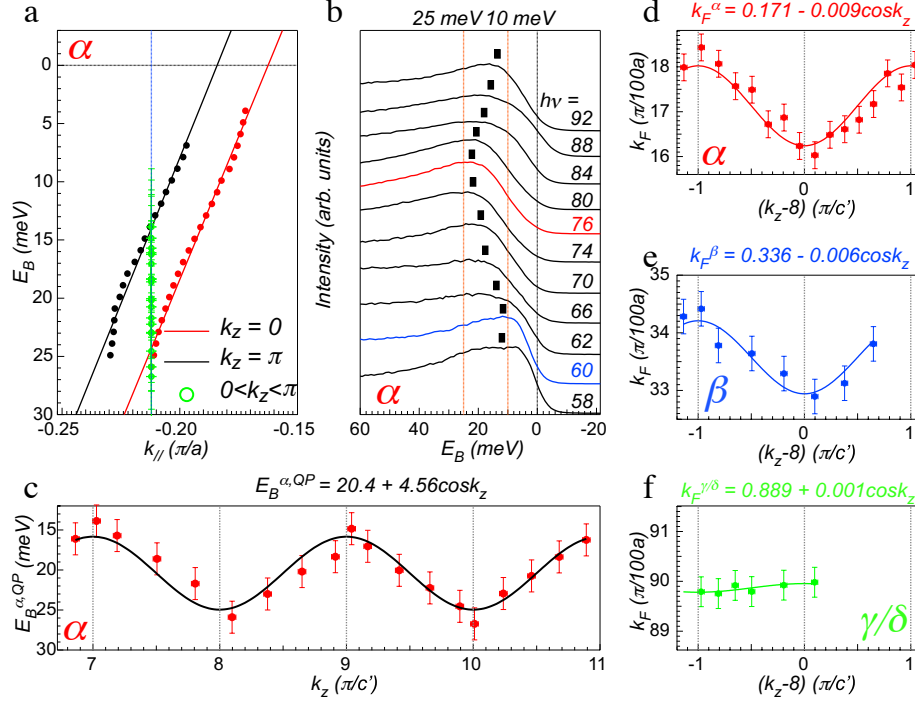 a
α
0
5
10
15
20
25
30
E_B (meV)
k_z = 0
k_z = π
0<k_z<π
-0.25
-0.20
-0.15
k_// (π/a)
b
25 meV 10 meV
hν =
92
88
84
80
76
74
70
66
62
60
58
α
Intensity (arb. units)
60
40
20
0
-20
E_B (meV)
c
E_B^α,QP = 20.4 + 4.56cosk_z
15
20
25
30
E_B^α,QP (meV)
α
7
8
9
10
11
k_z (π/c')
d
k_F^α = 0.171 - 0.009cosk_z
18
17
16
k_F (π/100a)
α
-1
0
1
(k_z-8) (π/c')
e
k_F^β = 0.336 - 0.006cosk_z
35
34
33
k_F (π/100a)
β
-1
0
1
(k_z-8) (π/c')
f
k_F^γ/δ = 0.889 + 0.001cosk_z
91
90
89
k_F (π/100a)
γ/δ
-1
0
1
(k_z-8) (π/c')